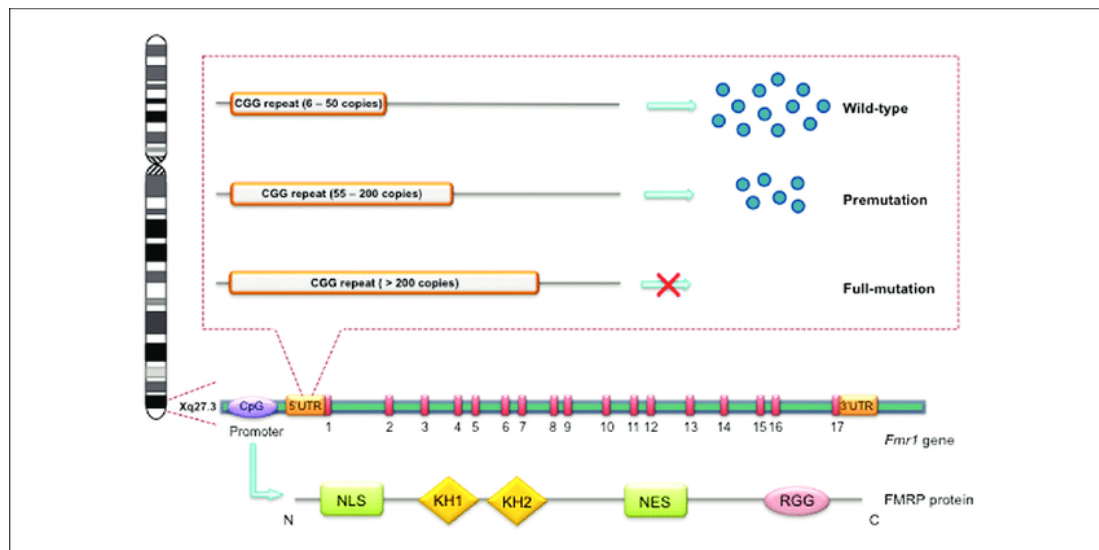 CGG repeat (6 – 50 copies)
Wild-type
CGG repeat (55 – 200 copies)
Premutation
CGG repeat ( > 200 copies)
Full-mutation
Xq27.3
CpG
5'UTR
3'UTR
Promoter
1 2 3 4 5 6 7 8 9 10 11 12 13 14 15 16 17
Fmr1 gene
NLS
KH1
KH2
NES
RGG
FMRP protein
N
C